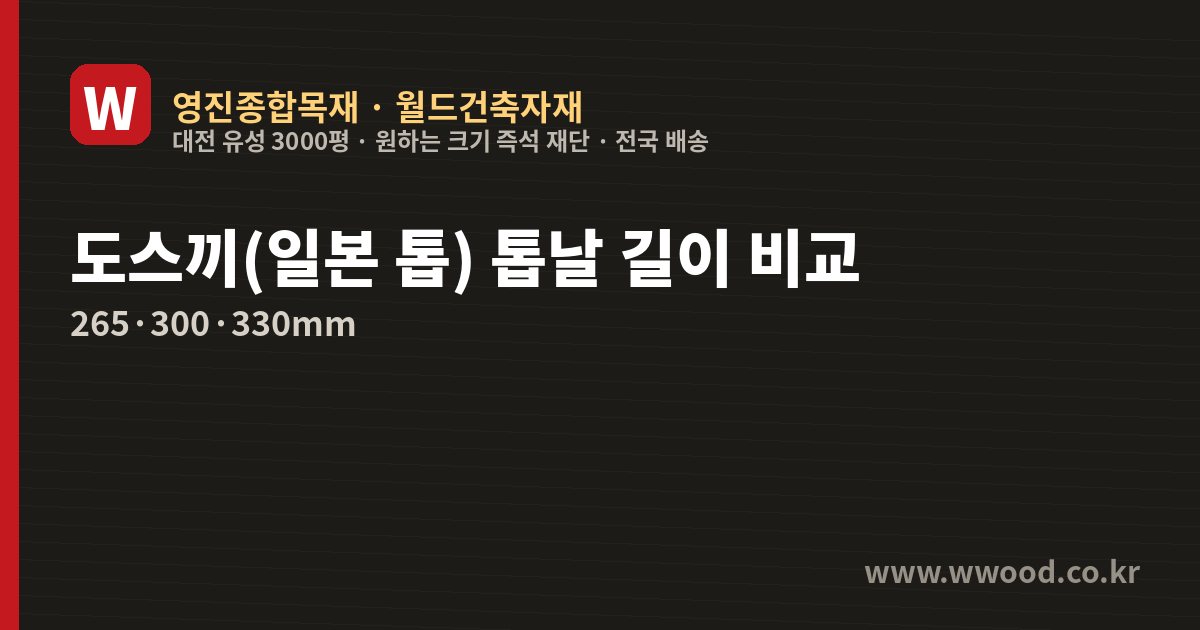 W
영진종합목재 · 월드건축자재
대전 유성 3000평 · 원하는 크기 즉석 재단 · 전국 배송
도스끼(일본 톱) 톱날 길이 비교
265·300·330mm
www.wwood.co.kr